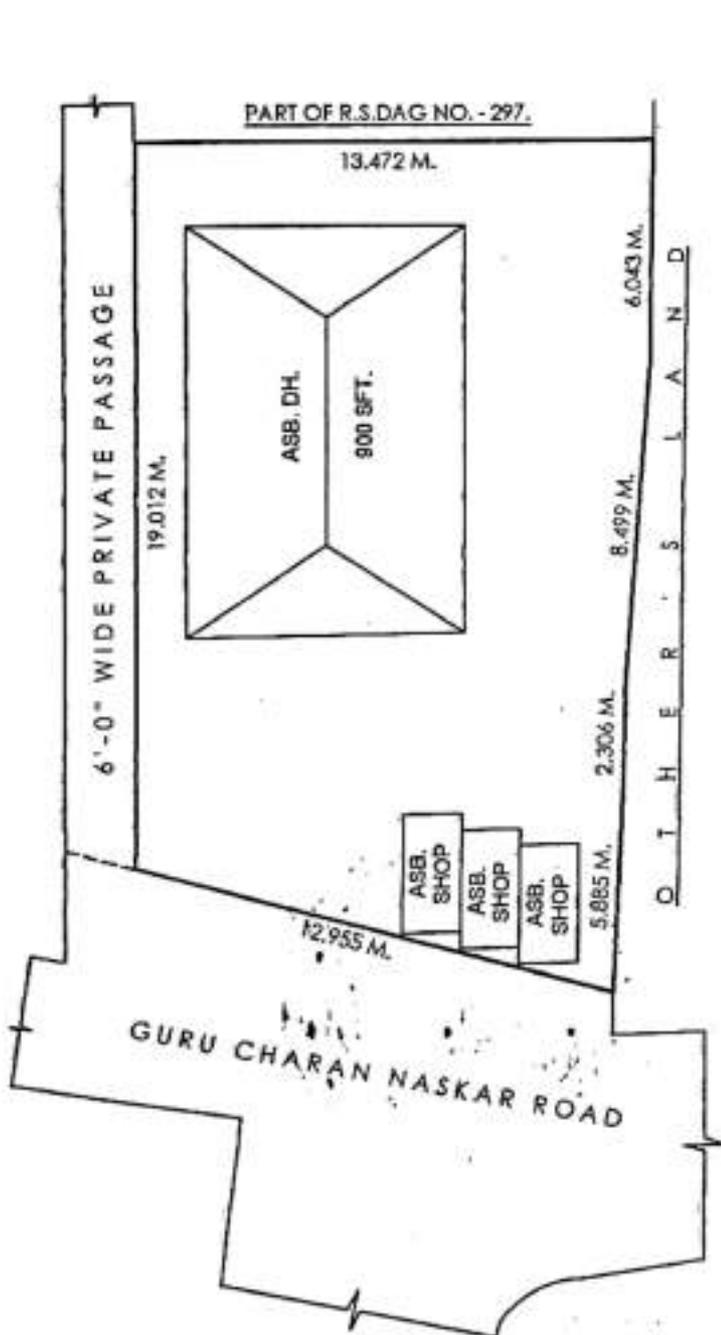 PART OF R.S.DAG NO. - 297.
13.472 M.
6'-0" WIDE PRIVATE PASSAGE
19.012 M.
ASB. DH.
900 SFT.
6.043 M.
8.499 M.
2.306 M.
5.885 M.
OTHER'S LAND
ASB.
SHOP
ASB.
SHOP
ASB.
SHOP
12.955 M.
GURU CHARAN NASKAR ROAD